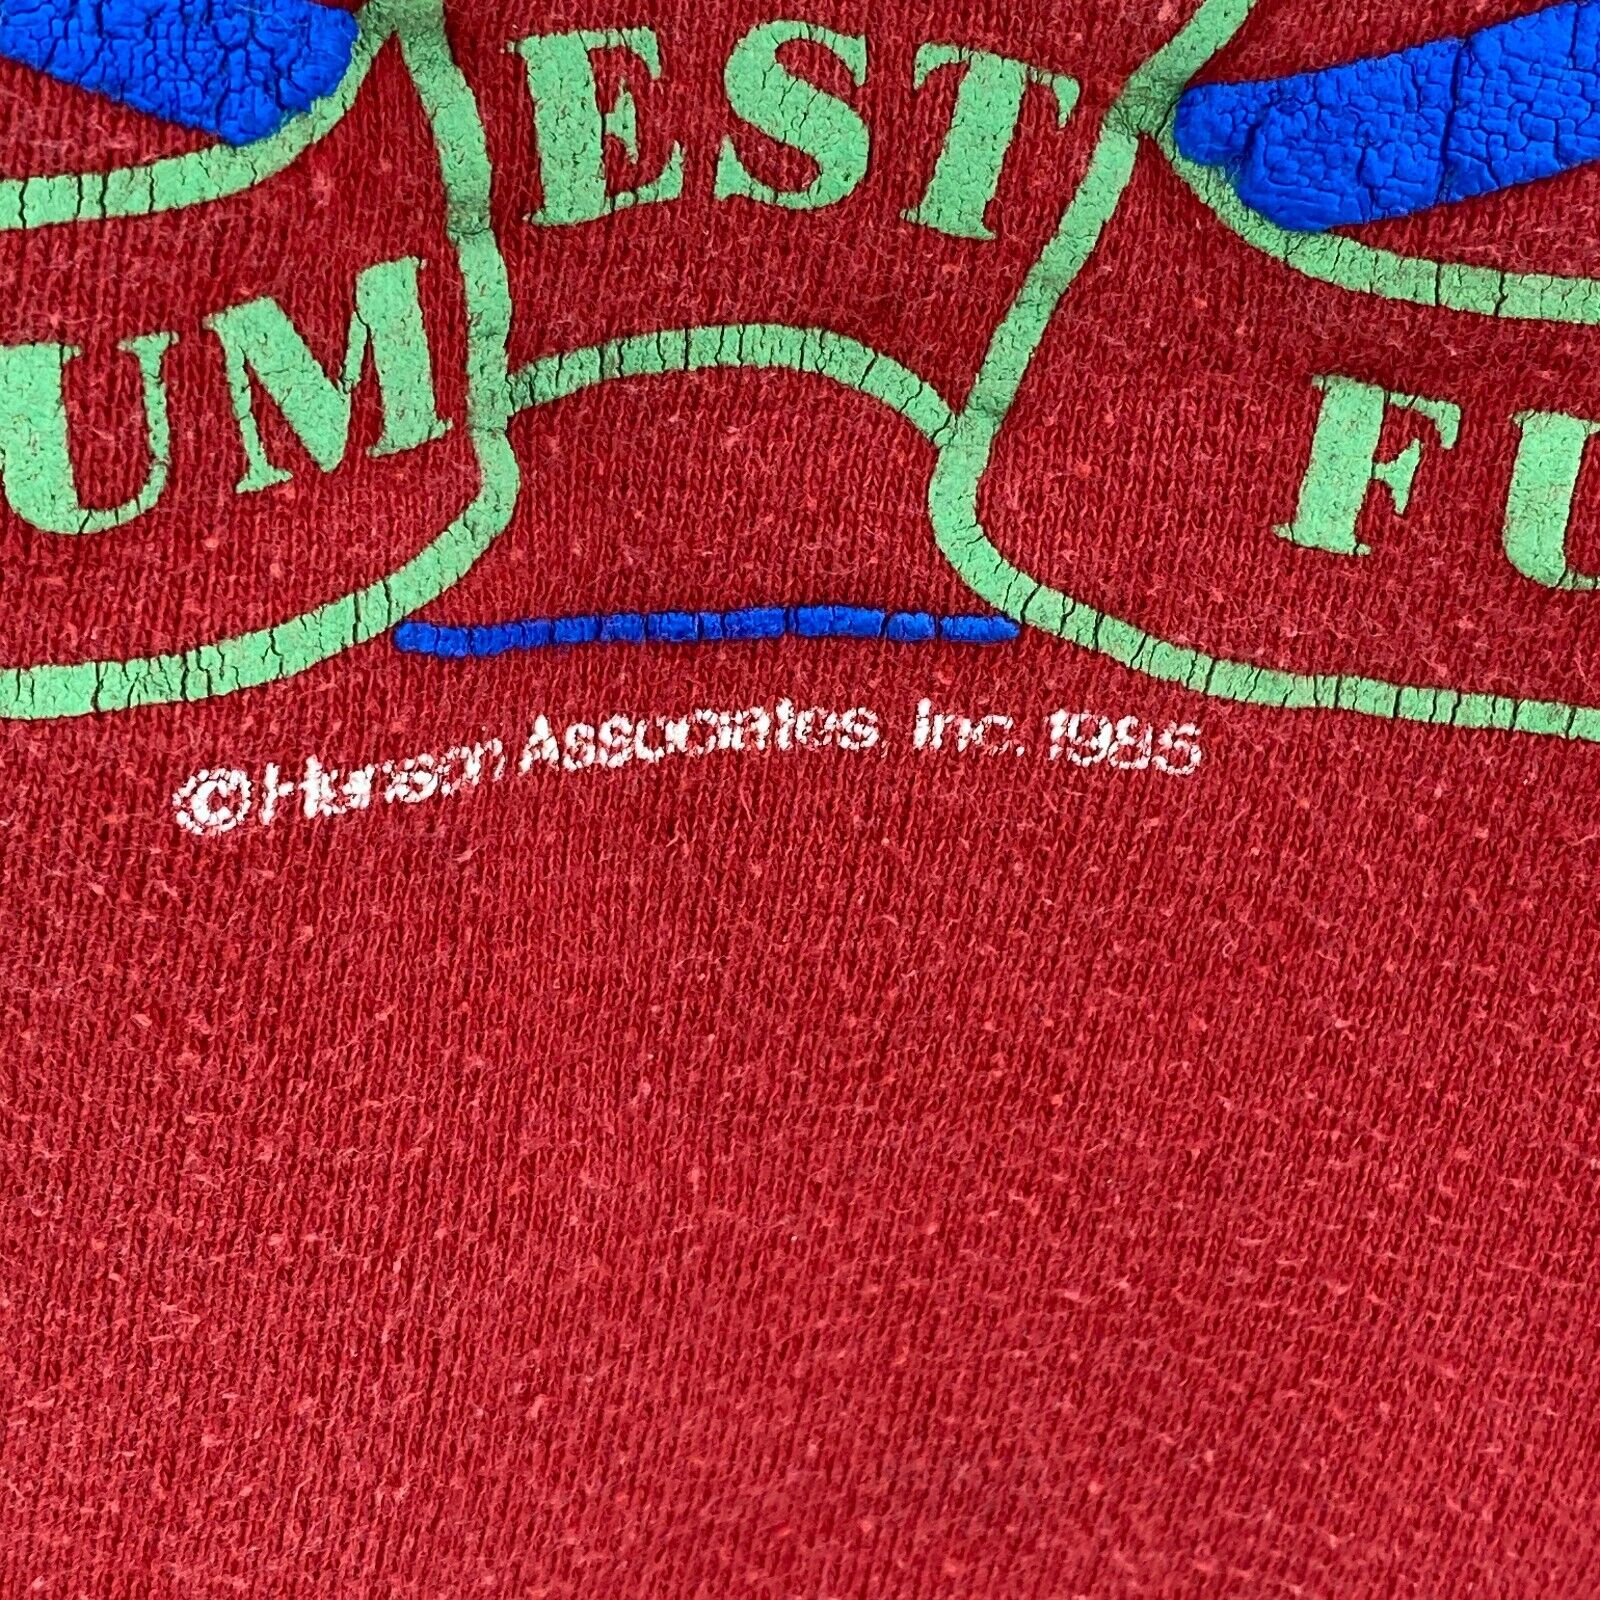 EST
UM
FU
© Henson Associates, Inc. 1985